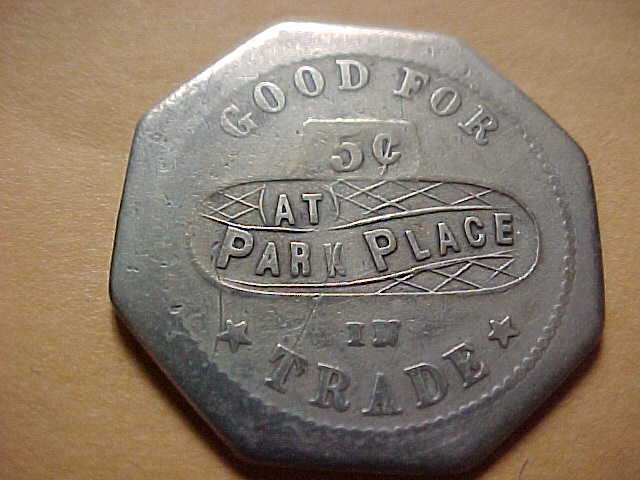 GOOD FOR
5¢
(AT)
PARK PLACE
IN
TRADE